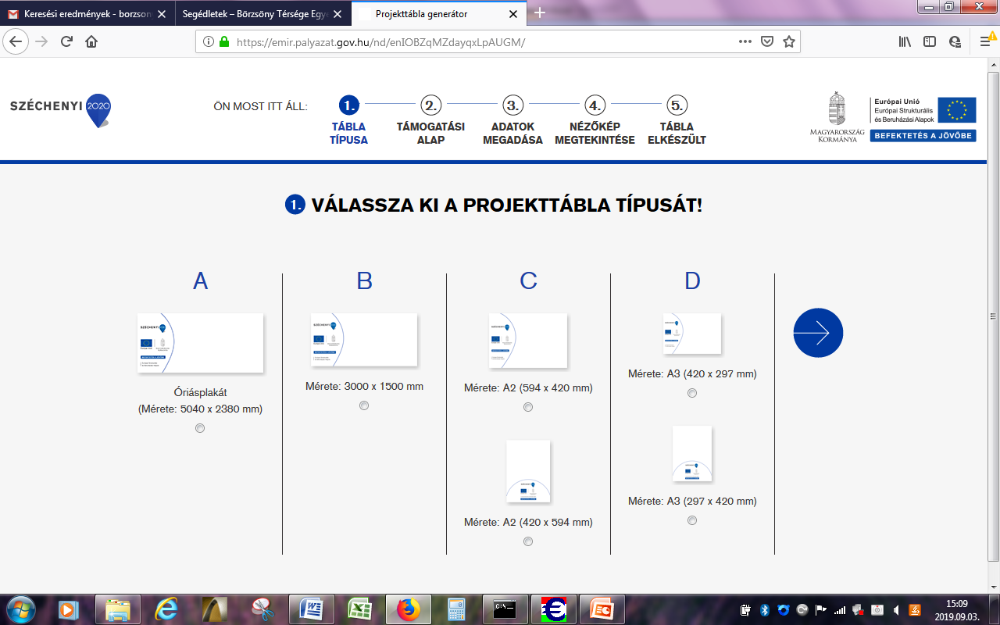 Keresési eredmények - borzson
Segédletek – Börzsöny Térsége Egye
Projekttábla generátor
https://emir.palyazat.gov.hu/nd/enIOBZqMZdayqxLpAUGM/
SZÉCHENYI 2020
ÖN MOST ITT ÁLL:
1.
TÁBLA
TÍPUSA
2.
TÁMOGATÁSI
ALAP
3.
ADATOK
MEGADÁSA
4.
NÉZŐKÉP
MEGTEKINTÉSE
5.
TÁBLA
ELKÉSZÜLT
MAGYARORSZÁG
KORMÁNYA
Európai Unió
Európai Strukturális
és Beruházási Alapok
BEFEKTETÉS A JÖVŐBE
1. VÁLASSZA KI A PROJEKTTÁBLA TÍPUSÁT!
A
Óriásplakát
(Mérete: 5040 x 2380 mm)
B
Mérete: 3000 x 1500 mm
C
Mérete: A2 (594 x 420 mm)
Mérete: A2 (420 x 594 mm)
D
Mérete: A3 (420 x 297 mm)
Mérete: A3 (297 x 420 mm)
15:09
2019.09.03.